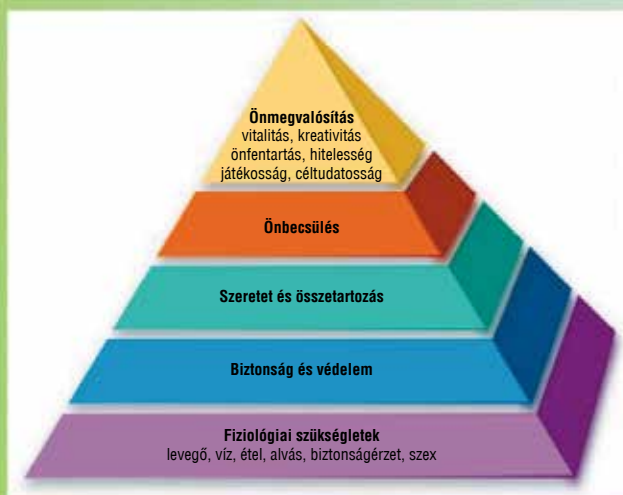 Önmegvalósítás
vitalitás, kreativitás
önfentartás, hitelesség
játékosság, céltudatosság
Önbecsülés
Szeretet és összetartozás
Biztonság és védelem
Fiziológiai szükségletek
levegő, víz, étel, alvás, biztonságérzet, szex